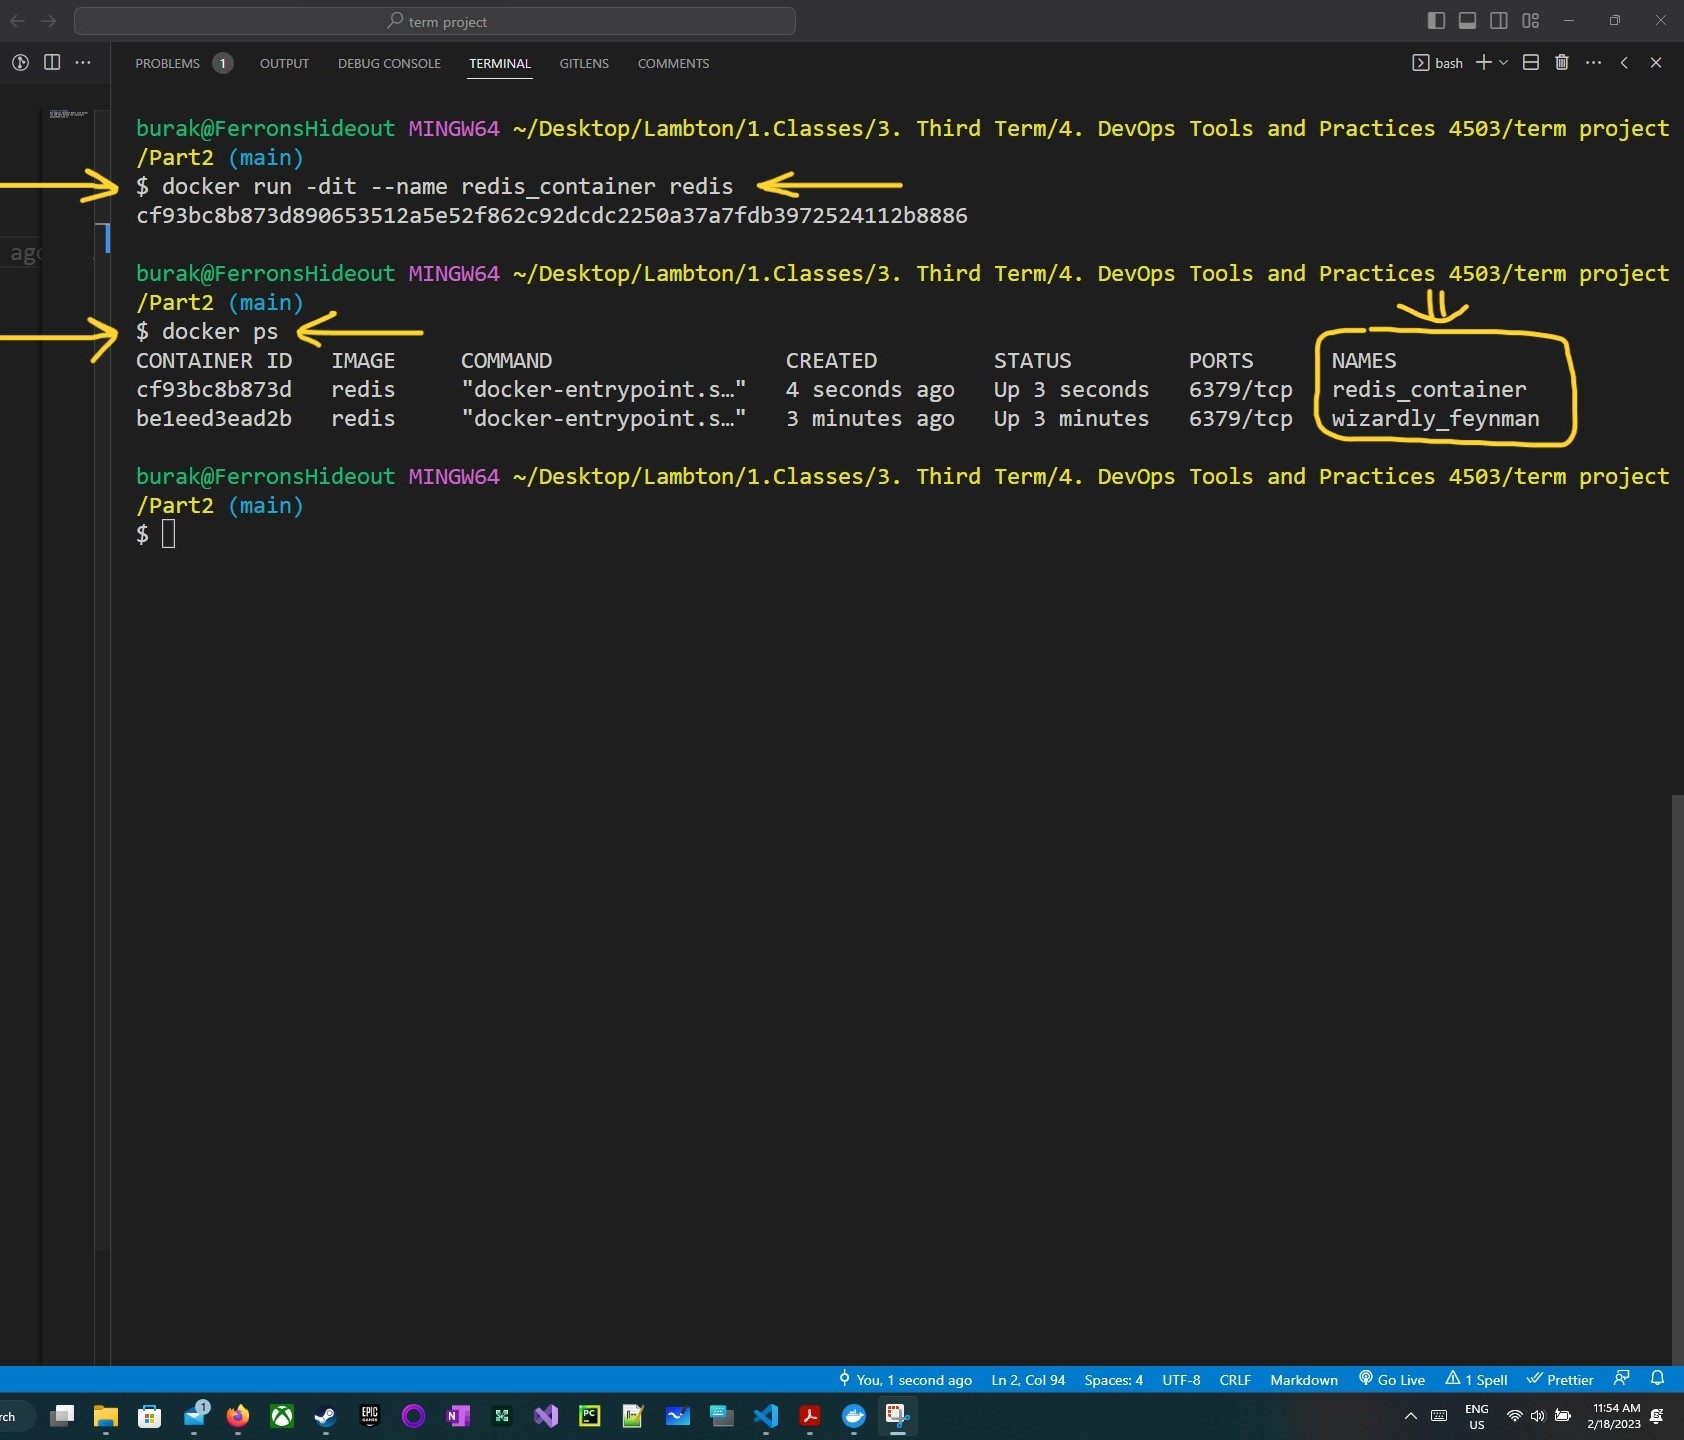 term project
PROBLEMS 1 OUTPUT DEBUG CONSOLE TERMINAL GITLENS COMMENTS bash
burak@FerronsHideout MINGW64 ~/Desktop/Lambton/1.Classes/3. Third Term/4. DevOps Tools and Practices 4503/term project
/Part2 (main)
$ docker run -dit --name redis_container redis
cf93bc8b873d890653512a5e52f862c92dcdc2250a37a7fdb3972524112b8886
ago
burak@FerronsHideout MINGW64 ~/Desktop/Lambton/1.Classes/3. Third Term/4. DevOps Tools and Practices 4503/term project
/Part2 (main)
$ docker ps
CONTAINER ID IMAGE COMMAND CREATED STATUS PORTS NAMES
cf93bc8b873d redis "docker-entrypoint.s…" 4 seconds ago Up 3 seconds 6379/tcp redis_container
be1eed3ead2b redis "docker-entrypoint.s…" 3 minutes ago Up 3 minutes 6379/tcp wizardly_feynman
burak@FerronsHideout MINGW64 ~/Desktop/Lambton/1.Classes/3. Third Term/4. DevOps Tools and Practices 4503/term project
/Part2 (main)
$
You, 1 second ago Ln 2, Col 94 Spaces: 4 UTF-8 CRLF Markdown Go Live 1 Spell Prettier
rch 1 EPIC GAMES N PC ENG 11:54 AM
US 2/18/2023